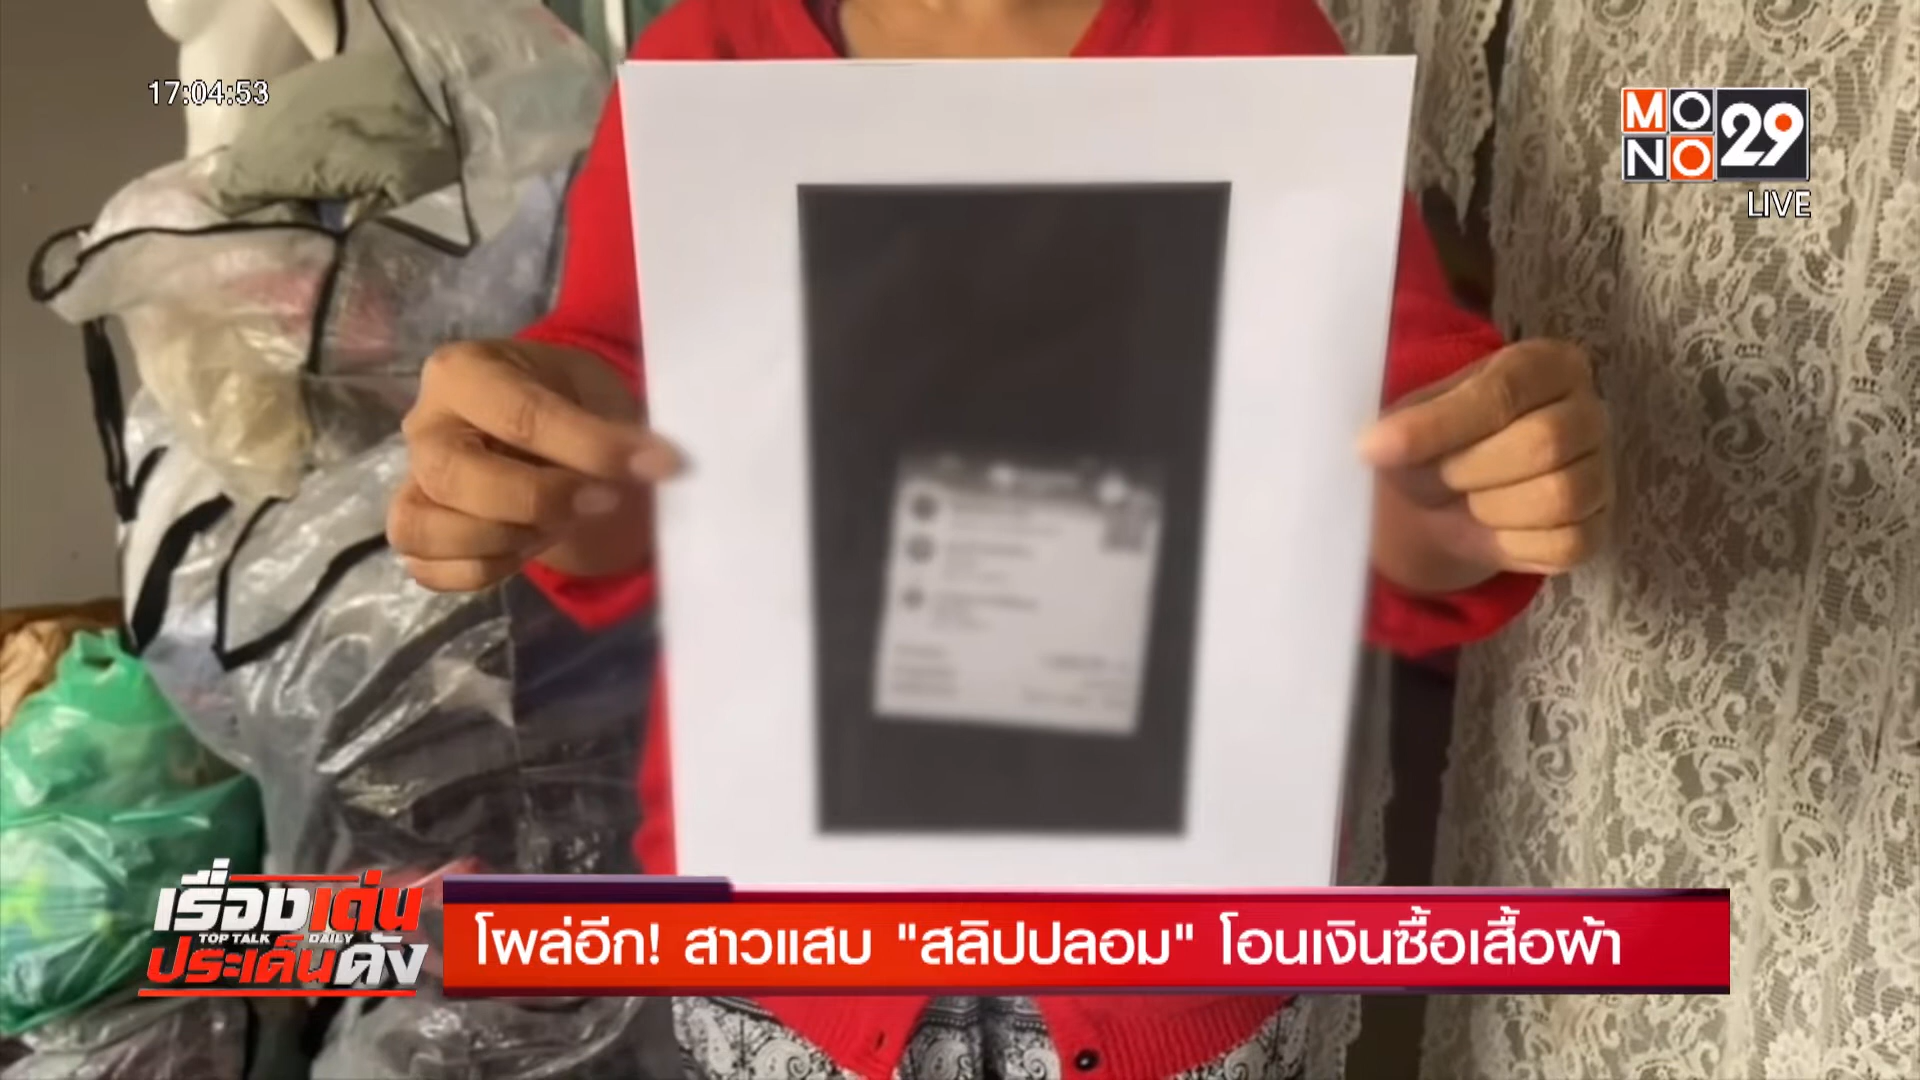 17:04:53
MONO 29
LIVE
เรื่องเด่น
TOP TALK DAILY
ประเด็นดัง
โผล่อีก! สาวแสบ "สลิปปลอม" โอนเงินซื้อเสื้อผ้า